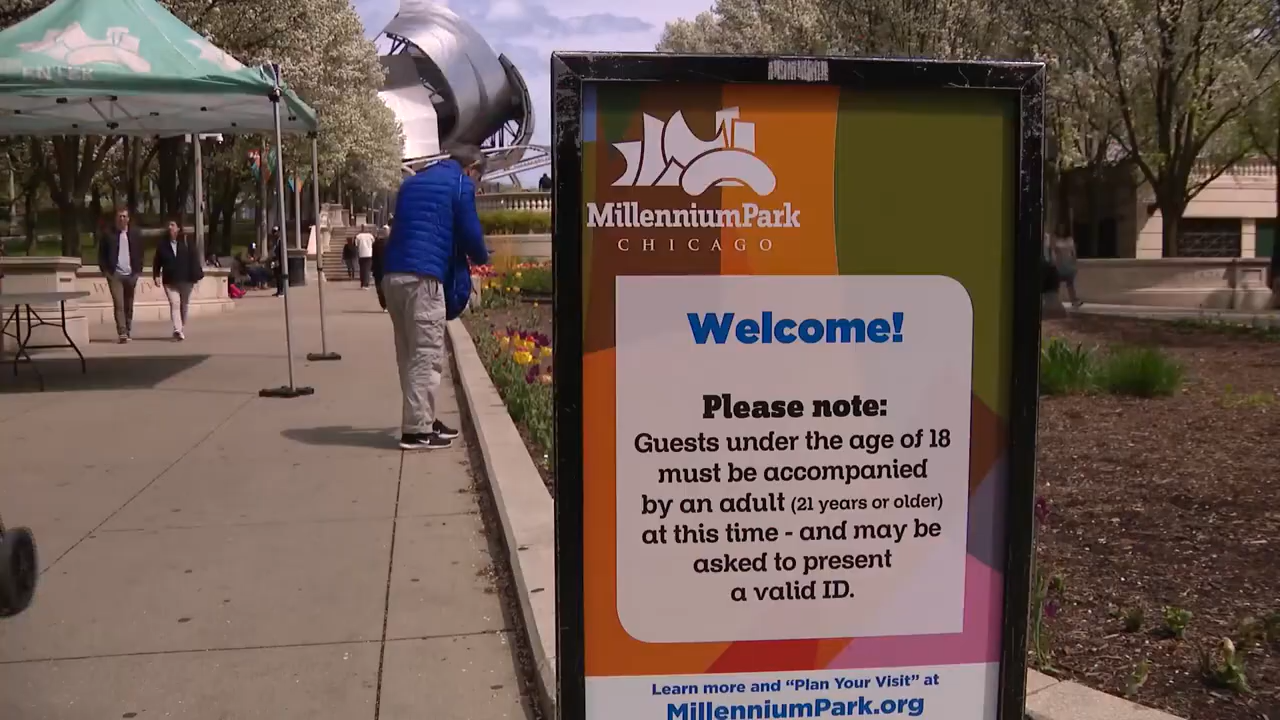 ENTER
MillenniumPark
CHICAGO
Welcome!
Please note:
Guests under the age of 18
must be accompanied
by an adult (21 years or older)
at this time - and may be
asked to present
a valid ID.
Learn more and “Plan Your Visit” at
MillenniumPark.org